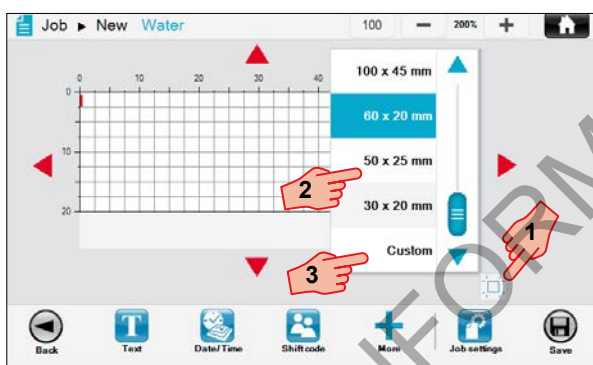 Job ► New Water 100 — 200% +
0 10 20 30 40
0
10
20
100 x 45 mm
60 x 20 mm
50 x 25 mm
30 x 20 mm
Custom
1
2
3
Back Text Date/Time Shift code More Job settings Save
FORM